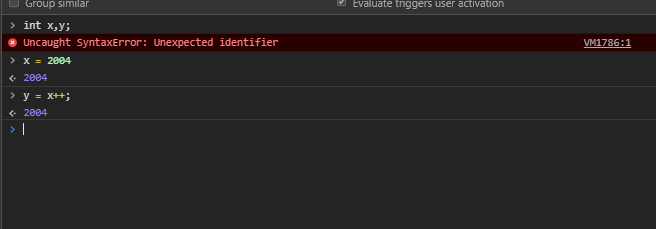 Group similar Evaluate triggers user activation
> int x,y;
Uncaught SyntaxError: Unexpected identifier VM1786:1
> x = 2004
< 2004
> y = x++;
< 2004
>